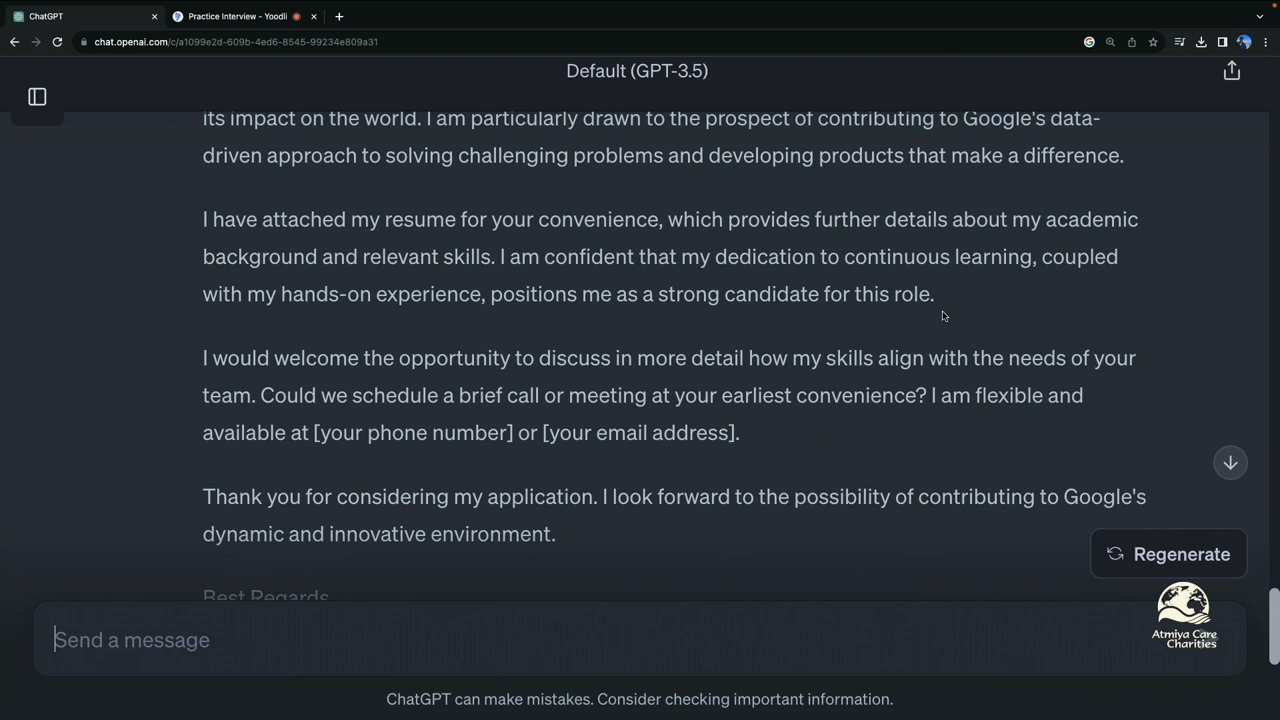 ChatGPT
Practice Interview - Yoodli
chat.openai.com/c/a1099e2d-609b-4ed6-8545-99234e809a31
Default (GPT-3.5)
its impact on the world. I am particularly drawn to the prospect of contributing to Google's data-
driven approach to solving challenging problems and developing products that make a difference.
I have attached my resume for your convenience, which provides further details about my academic
background and relevant skills. I am confident that my dedication to continuous learning, coupled
with my hands-on experience, positions me as a strong candidate for this role.
I would welcome the opportunity to discuss in more detail how my skills align with the needs of your
team. Could we schedule a brief call or meeting at your earliest convenience? I am flexible and
available at [your phone number] or [your email address].
Thank you for considering my application. I look forward to the possibility of contributing to Google's
dynamic and innovative environment.
Regenerate
Best Regards
Send a message
Atmiya Care
Charities
ChatGPT can make mistakes. Consider checking important information.